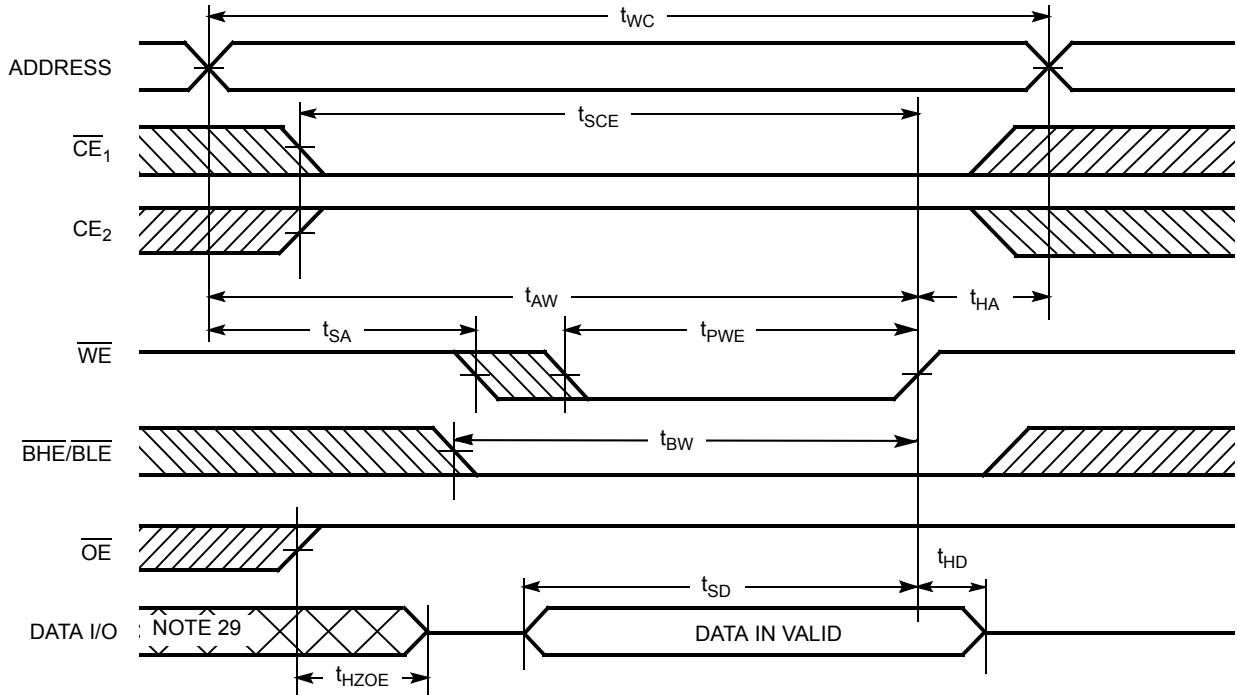 tWC
ADDRESS
tSCE
CE1
CE2
tAW
tHA
tSA
tPWE
WE
tBW
BHE/BLE
OE
tHD
tSD
DATA I/O
NOTE 29
DATA IN VALID
tHZOE